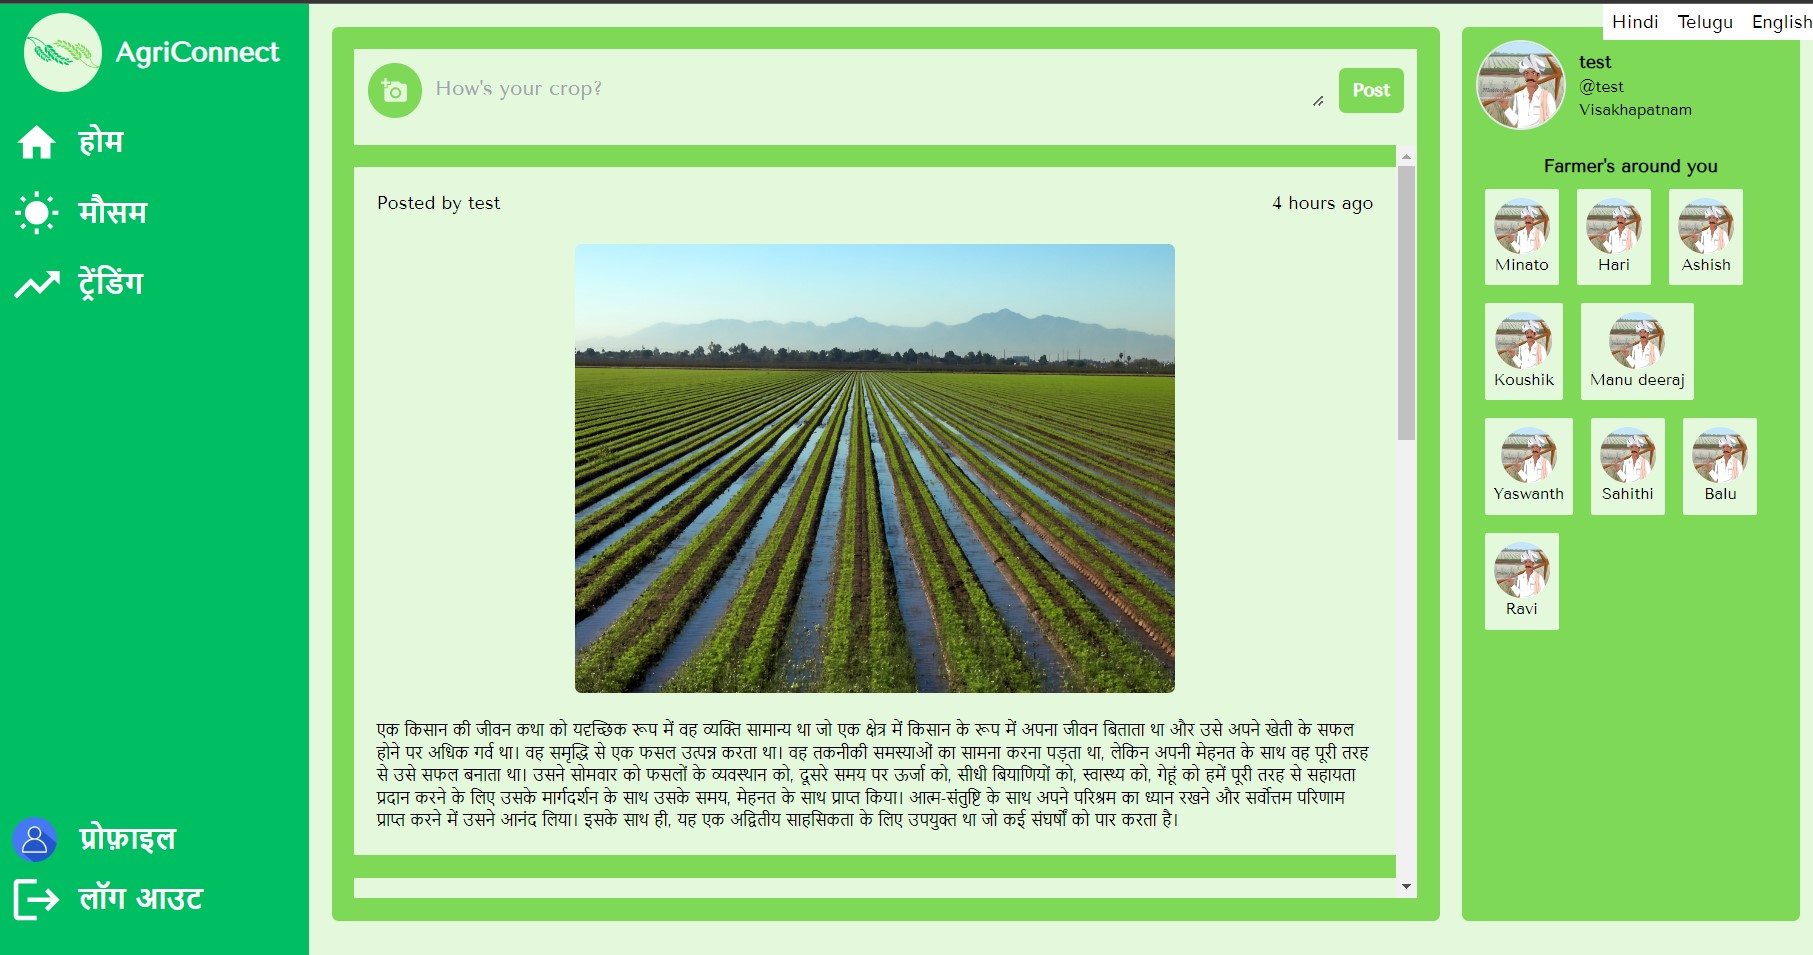 AgriConnect
होम
मौसम
ट्रेंडिंग
प्रोफ़ाइल
लॉग आउट
How's your crop?
Post
Posted by test
4 hours ago
एक किसान की जीवन कथा को यदृच्छिक रूप में वह व्यक्ति सामान्य था जो एक क्षेत्र में किसान के रूप में अपना जीवन बिताता था और उसे अपने खेती के सफल
होने पर अधिक गर्व था। वह समृद्धि से एक फसल उत्पन्न करता था। वह तकनीकी समस्याओं का सामना करना पड़ता था, लेकिन अपनी मेहनत के साथ वह पूरी तरह
से उसे सफल बनाता था। उसने सोमवार को फसलों के व्यवस्थान को, दूसरे समय पर ऊर्जा को, सीधी बियाणियों को, स्वास्थ्य को, गेहूं को हमें पूरी तरह से सहायता
प्रदान करने के लिए उसके मार्गदर्शन के साथ उसके समय, मेहनत के साथ प्राप्त किया। आत्म-संतुष्टि के साथ अपने परिश्रम का ध्यान रखने और सर्वोत्तम परिणाम
प्राप्त करने में उसने आनंद लिया। इसके साथ ही, यह एक अद्वितीय साहसिकता के लिए उपयुक्त था जो कई संघर्षों को पार करता है।
Hindi Telugu English
test
@test
Visakhapatnam
Farmer's around you
Minato Hari Ashish
Koushik Manu deeraj
Yaswanth Sahithi Balu
Ravi